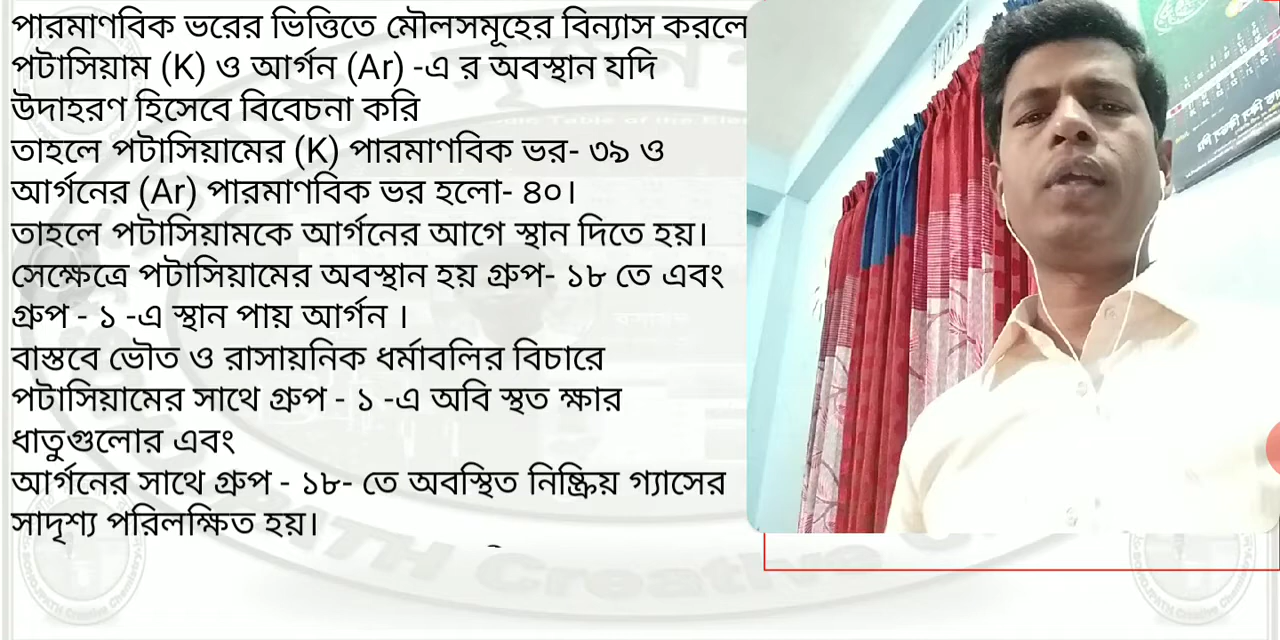 পারমাণবিক ভরের ভিত্তিতে মৌলসমূহের বিন্যাস করলে
পটাসিয়াম (K) ও আর্গন (Ar) -এ র অবস্থান যদি
উদাহরণ হিসেবে বিবেচনা করি
তাহলে পটাসিয়ামের (K) পারমাণবিক ভর- ৩৯ ও
আর্গনের (Ar) পারমাণবিক ভর হলো- ৪০।
তাহলে পটাসিয়ামকে আর্গনের আগে স্থান দিতে হয়।
সেক্ষেত্রে পটাসিয়ামের অবস্থান হয় গ্রুপ- ১৮ তে এবং
গ্রুপ - ১ -এ স্থান পায় আর্গন ।
বাস্তবে ভৌত ও রাসায়নিক ধর্মাবলির বিচারে
পটাসিয়ামের সাথে গ্রুপ - ১ -এ অবি স্থত ক্ষার
ধাতুগুলোর এবং
আর্গনের সাথে গ্রুপ - ১৮- তে অবস্থিত নিষ্ক্রিয় গ্যাসের
সাদৃশ্য পরিলক্ষিত হয়।
PATH Creative